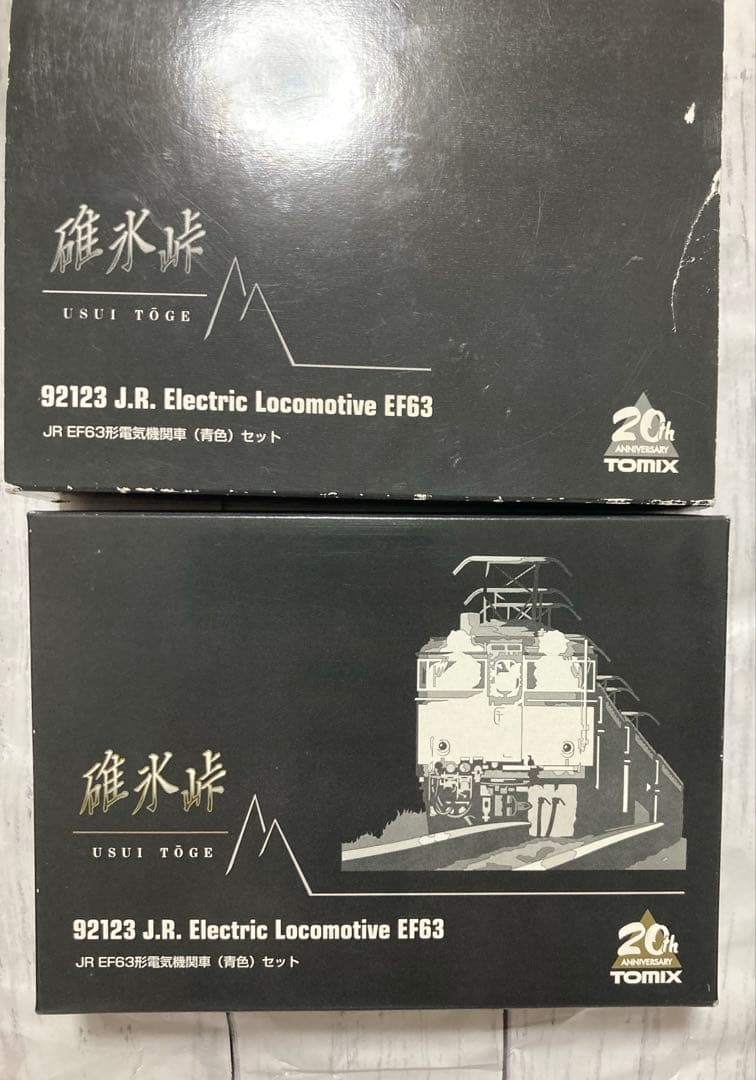 碓氷峠
USUI TŌGE
92123 J.R. Electric Locomotive EF63
JR EF63形電気機関車（青色）セット
20th
ANNIVERSARY
TOMIX
碓氷峠
USUI TŌGE
92123 J.R. Electric Locomotive EF63
JR EF63形電気機関車（青色）セット
20th
ANNIVERSARY
TOMIX